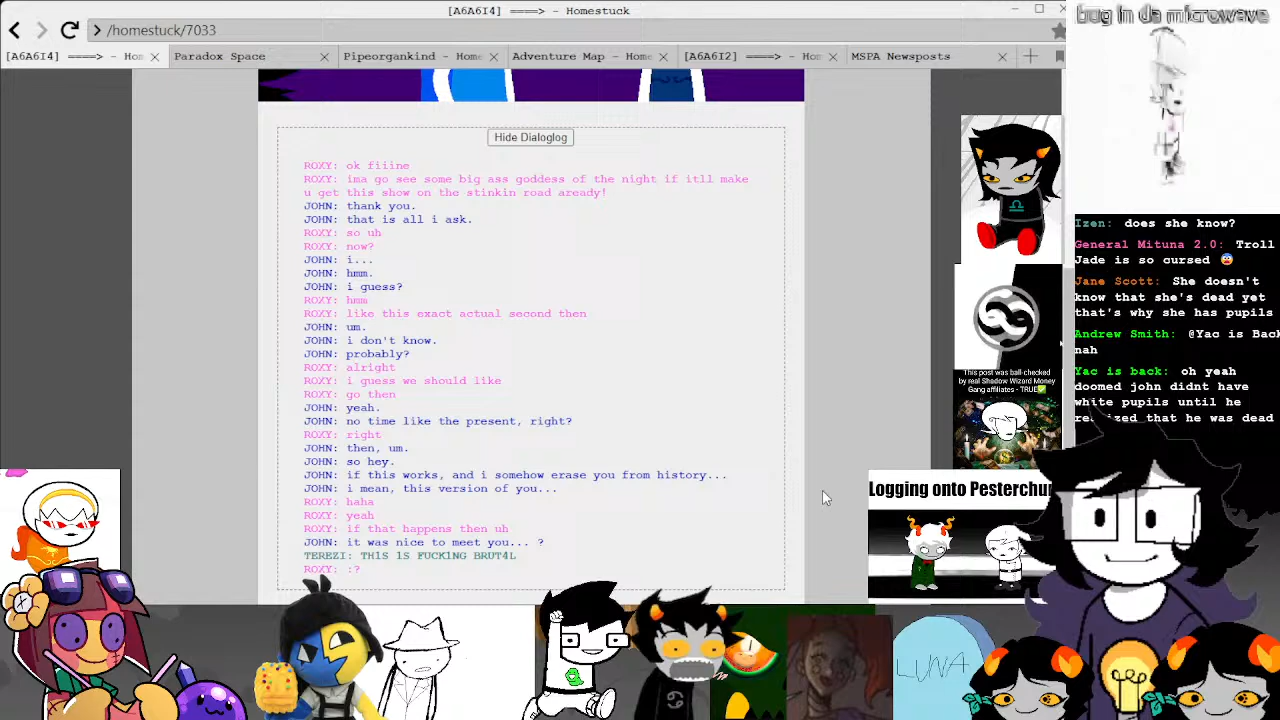 [A6A6I4] ====> - Homestuck
/homestuck/7033
[A6A6I4] ====> - Hom
Paradox Space
Pipeorgankind - Home
Adventure Map - Home
[A6A6I2] ====> - Hom
MSPA Newsposts
Hide Dialoglog
ROXY: ok fiiine
ROXY: ima go see some big ass goddess of the night if itll make
u get this show on the stinkin road aready!
JOHN: thank you.
JOHN: that is all i ask.
ROXY: so uh
ROXY: now?
JOHN: i...
JOHN: hmm.
JOHN: i guess?
ROXY: hmm
ROXY: like this exact actual second then
JOHN: um.
JOHN: i don't know.
JOHN: probably?
ROXY: alright
ROXY: i guess we should like
ROXY: go then
JOHN: yeah.
JOHN: no time like the present, right?
ROXY: right
JOHN: then, um.
JOHN: so hey.
JOHN: if this works, and i somehow erase you from history...
JOHN: i mean, this version of you...
ROXY: haha
ROXY: yeah
ROXY: if that happens then uh
JOHN: it was nice to meet you... ?
TEREZI: TH1S 1S FUCK1NG BRUT4L
ROXY: :?
bug in da microwave
Izen: does she know?
General Mituna 2.0: Troll
Jade is so cursed 😨
Jane Scott: She doesn't
know that she's dead yet
that's why she has pupils
Andrew Smith: @Yac is Back
nah
Yac is back: oh yeah
doomed john didnt have
white pupils until he
realized that he was dead
This post was ball-checked
by real Shadow Wizard Money
Gang affiliates - TRUE✅
Logging onto Pesterchum
LUNA